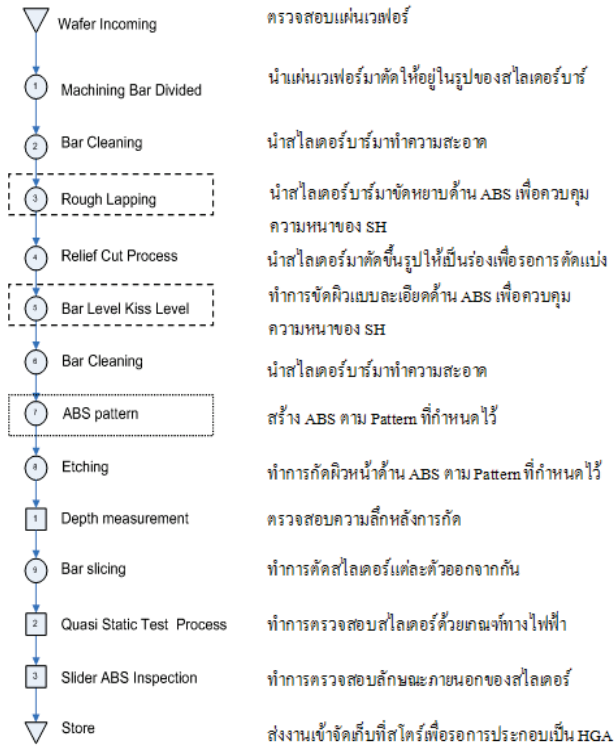 Wafer Incoming ตรวจสอบแผ่นเวเฟอร์
1 Machining Bar Divided นำแผ่นเวเฟอร์มาตัดให้อยู่ในรูปของสไลเดอร์บาร์
2 Bar Cleaning นำสไลเดอร์บาร์มาทำความสะอาด
3 Rough Lapping นำสไลเดอร์บาร์มาขัดหยาบด้าน ABS เพื่อควบคุม
ความหนาของ SH
4 Relief Cut Process นำสไลเดอร์มาตัดขึ้นรูปให้เป็นร่องเพื่อรอการตัดแบ่ง
5 Bar Level Kiss Level ทำการขัดผิวแบบละเอียดด้าน ABS เพื่อควบคุม
ความหนาของ SH
6 Bar Cleaning นำสไลเดอร์บาร์มาทำความสะอาด
7 ABS pattern สร้าง ABS ตาม Pattern ที่กำหนดไว้
8 Etching ทำการกัดผิวหน้าด้าน ABS ตาม Pattern ที่กำหนดไว้
1 Depth measurement ตรวจสอบความลึกหลังการกัด
9 Bar slicing ทำการตัดสไลเดอร์แต่ละตัวออกจากกัน
2 Quasi Static Test Process ทำการตรวจสอบสไลเดอร์ด้วยเกณฑ์ทางไฟฟ้า
3 Slider ABS Inspection ทำการตรวจสอบลักษณะภายนอกของสไลเดอร์
Store ส่งงานเข้าจัดเก็บที่สโตร์เพื่อรอการประกอบเป็น HGA